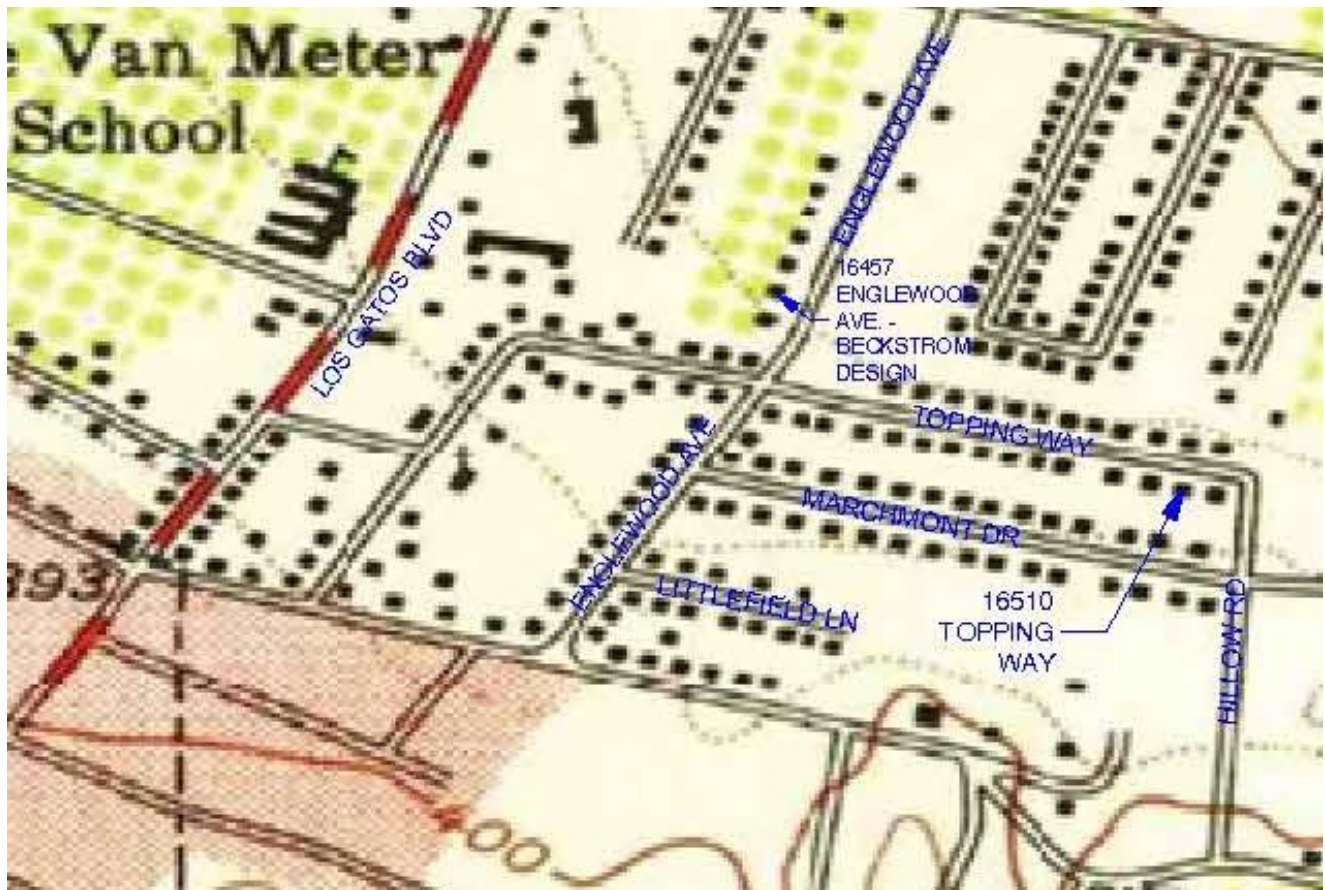 e Van Meter
School
ENGLEWOOD AVE
LOS GATOS BLVD
16457
ENGLEWOOD
AVE. -
BECKSTROM
DESIGN
TOPPING WAY
ENGLEWOOD AVE
MARCHMONT DR
393
LITTLEFIELD LN
16510
TOPPING
WAY
HILLOW RD
400